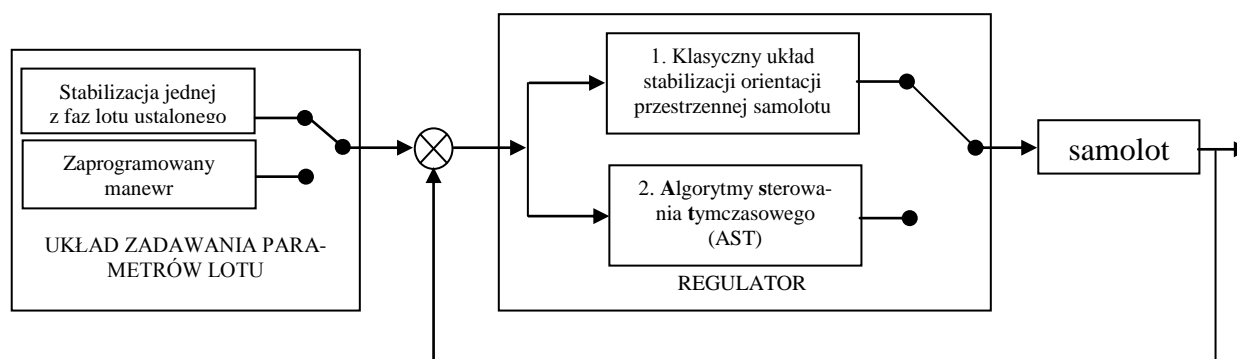 Stabilizacja jednej
z faz lotu ustalonego
Zaprogramowany
manewr
UKŁAD ZADAWANIA PARA-
METRÓW LOTU
1. Klasyczny układ
stabilizacji orientacji
przestrzennej samolotu
2. Algorytmy sterowa-
nia tymczasowego
(AST)
REGULATOR
samolot